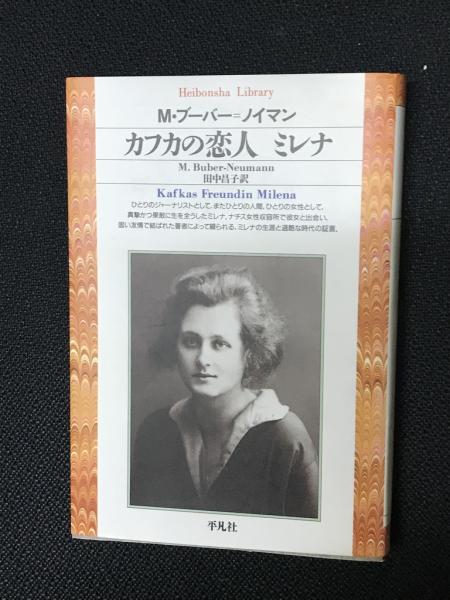 Heibonsha Library
M・ブーバー=ノイマン
カフカの恋人 ミレナ
M. Buber-Neumann
田中昌子訳
Kafkas Freundin Milena
ひとりのジャーナリストとして、またひとりの人間、ひとりの女性として、
真摯かつ果敢に生を全うしたミレナ。ナチス女性収容所で彼女と出会い、
固い友情で結ばれた著者によって綴られる、ミレナの生涯と過酷な時代の証言。
平凡社